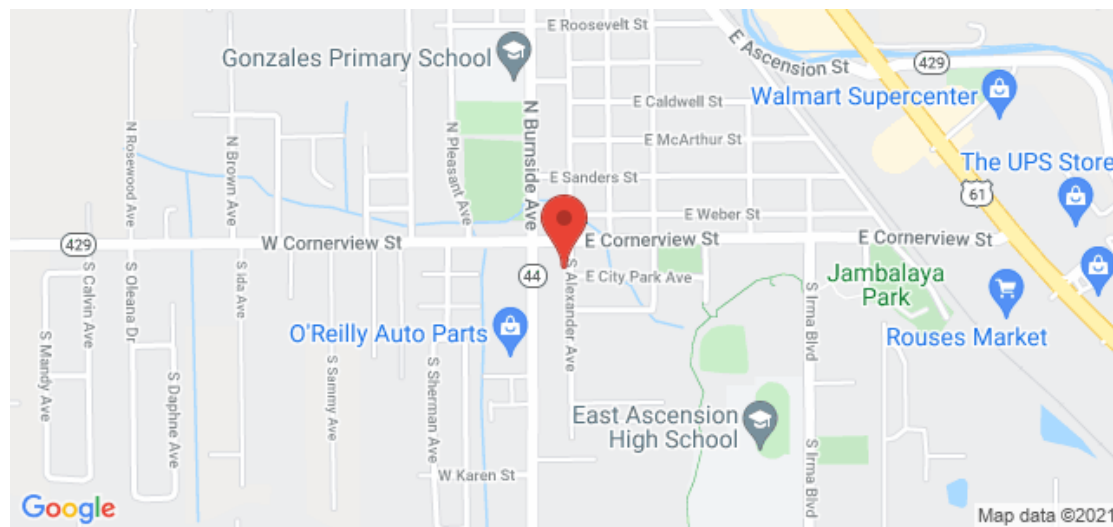 E Roosevelt St
Gonzales Primary School
E Ascension St
429
Walmart Supercenter
E Caldwell St
N Rosewood Ave
N Brown Ave
N Pleasant Ave
N Burnside Ave
E McArthur St
The UPS Store
E Sanders St
61
E Weber St
429
W Cornerview St
E Cornerview St
E Cornerview St
44
E City Park Ave
Jambalaya
Park
S Calvin Ave
S Oleana Dr
S ida Ave
S Alexander Ave
S Irma Blvd
O'Reilly Auto Parts
Rouses Market
S Mandy Ave
S Daphne Ave
S Sammy Ave
S Sherman Ave
East Ascension
High School
S Irma Blvd
W Karen St
Google
Map data ©2021